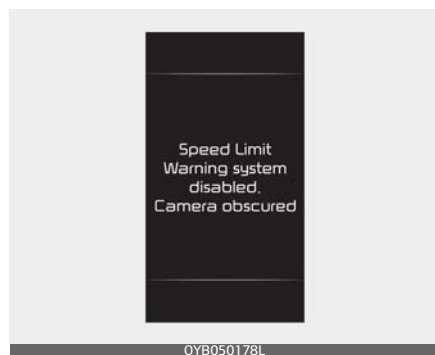 Speed Limit
Warning system
disabled.
Camera obscured
OYB050178L